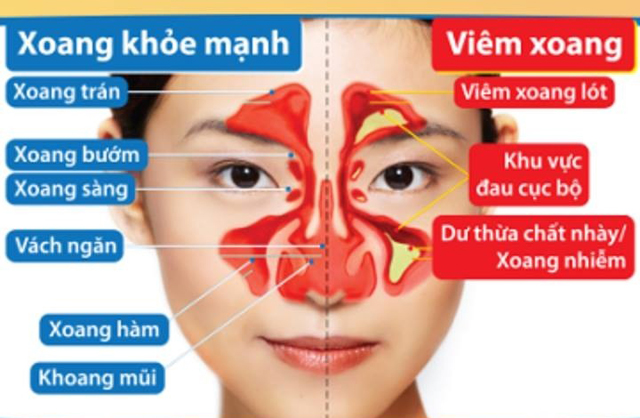 Xoang khỏe mạnh
Viêm xoang
Xoang trán
Viêm xoang lót
Xoang bướm
Khu vực
đau cục bộ
Xoang sàng
Vách ngăn
Dư thừa chất nhày/
Xoang nhiễm
Xoang hàm
Khoang mũi